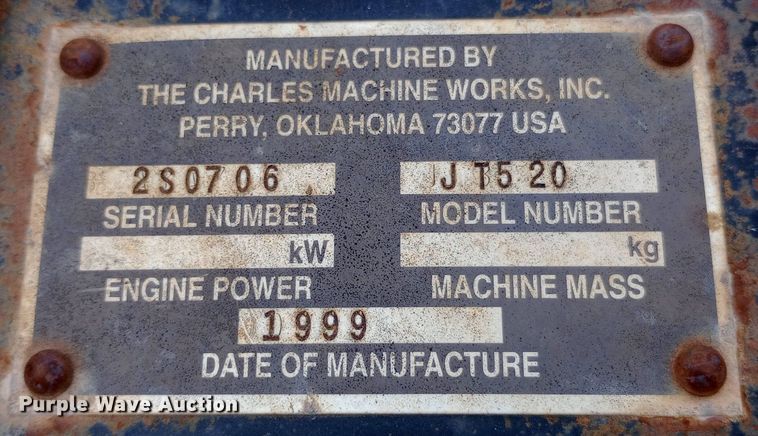 MANUFACTURED BY
THE CHARLES MACHINE WORKS, INC.
PERRY, OKLAHOMA 73077 USA
2S0706 JT520
SERIAL NUMBER MODEL NUMBER
kW kg
ENGINE POWER MACHINE MASS
1999
DATE OF MANUFACTURE
Purple Wave Auction